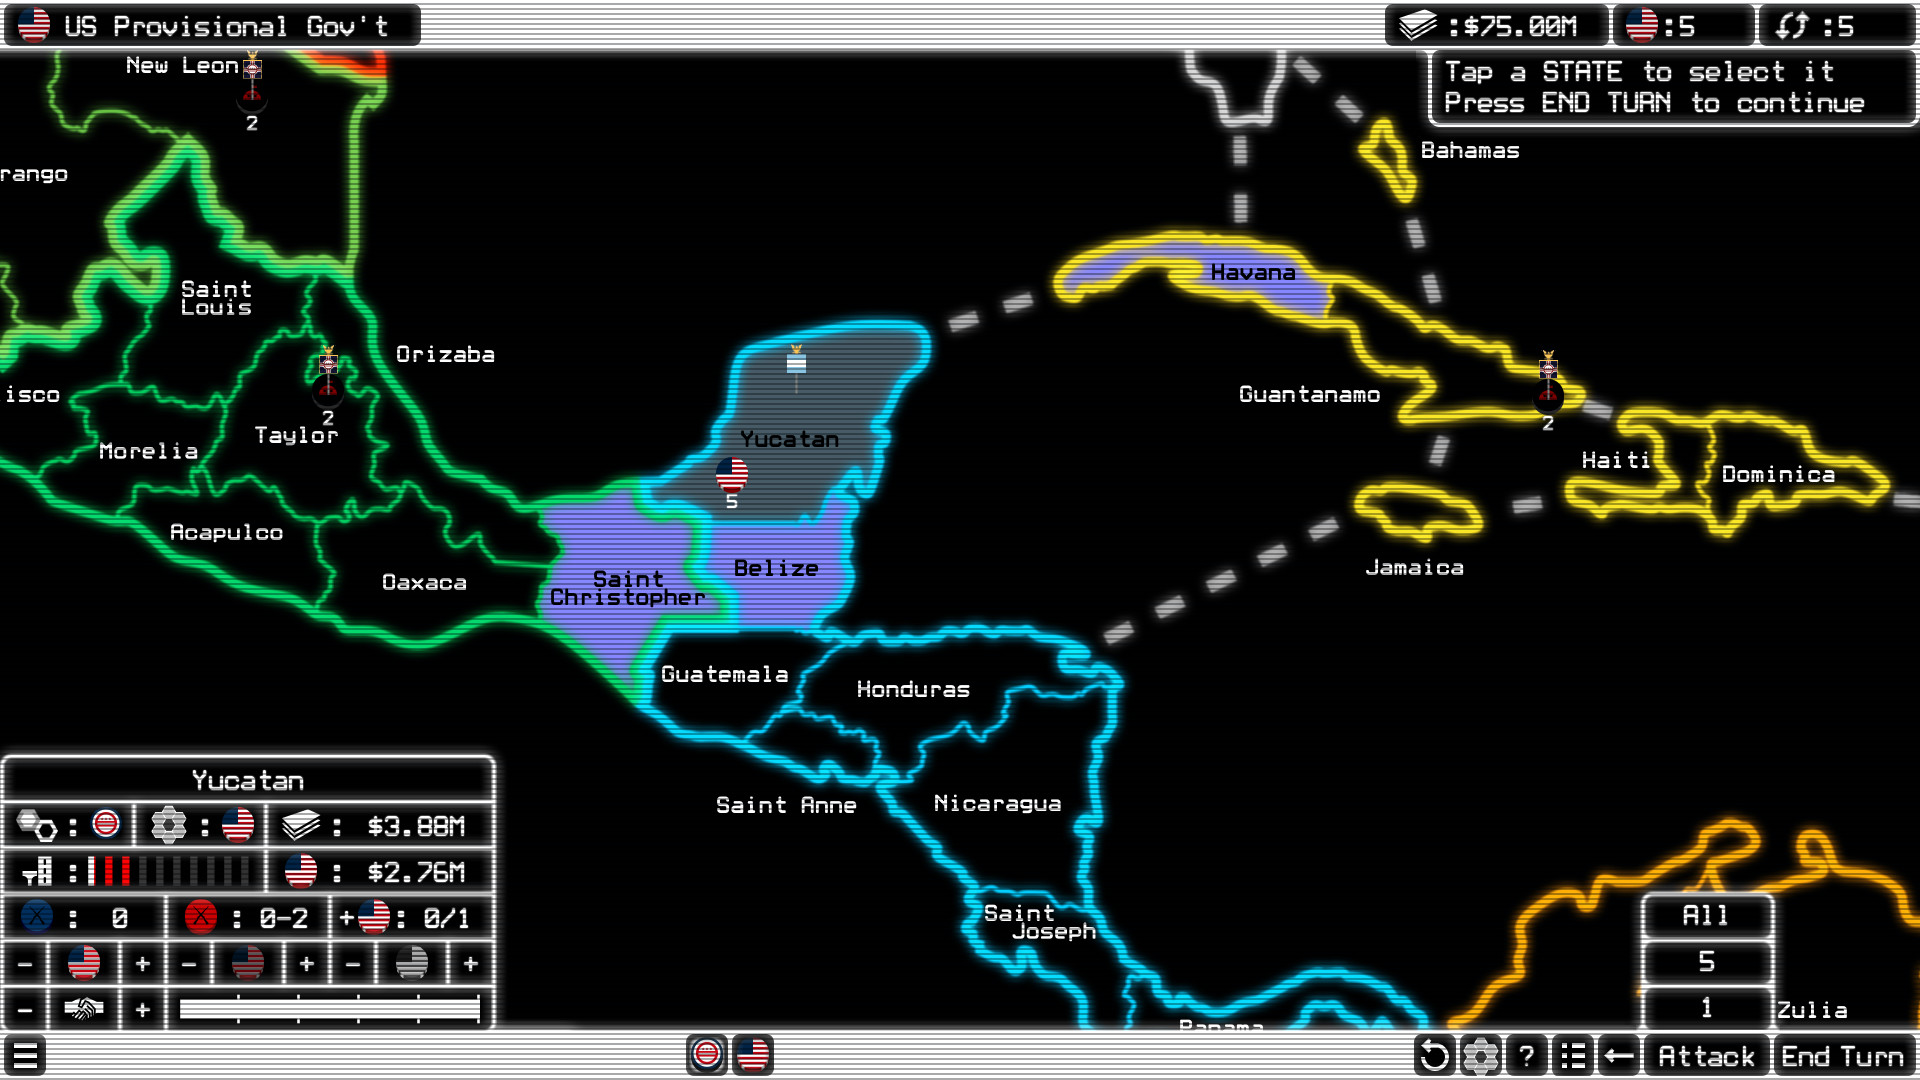 US Provisional Gov't
:$75.00M
:5
:5
Tap a STATE to select it
Press END TURN to continue
New Leon
2
Bahamas
rango
Saint
Louis
Havana
Orizaba
2
isco
Taylor
Morelia
Yucatan
5
Guantanamo
2
Haiti
Dominica
Acapulco
Oaxaca
Saint
Christopher
Belize
Jamaica
Guatemala
Honduras
Saint Anne
Nicaragua
Saint
Joseph
Panama
Zulia
Yucatan
:
:
: $3.88M
:
: $2.76M
: 0
: 0-2
+ : 0/1
- + - + - +
- +
All
5
1
?
Attack
End Turn